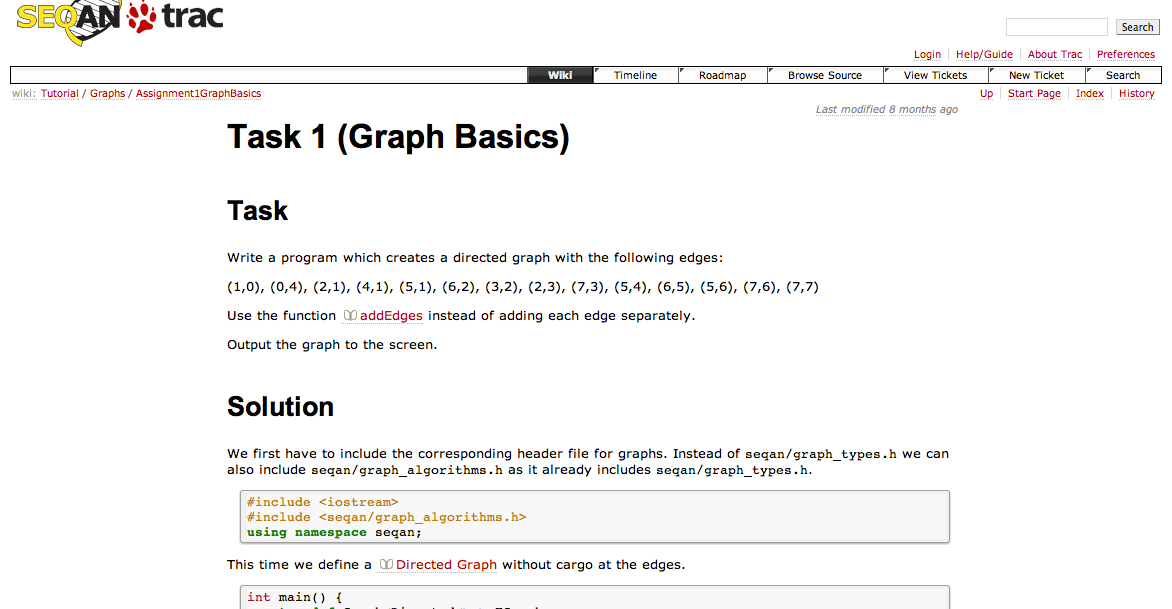 SEQAN trac
Search
Login Help/Guide About Trac Preferences
Wiki Timeline Roadmap Browse Source View Tickets New Ticket Search
wiki: Tutorial / Graphs / Assignment1GraphBasics Up Start Page Index History
Last modified 8 months ago
Task 1 (Graph Basics)
Task
Write a program which creates a directed graph with the following edges:
(1,0), (0,4), (2,1), (4,1), (5,1), (6,2), (3,2), (2,3), (7,3), (5,4), (6,5), (5,6), (7,6), (7,7)
Use the function addEdges instead of adding each edge separately.
Output the graph to the screen.
Solution
We first have to include the corresponding header file for graphs. Instead of seqan/graph_types.h we can
also include seqan/graph_algorithms.h as it already includes seqan/graph_types.h.
#include <iostream>
#include <seqan/graph_algorithms.h>
using namespace seqan;
This time we define a Directed Graph without cargo at the edges.
int main() {